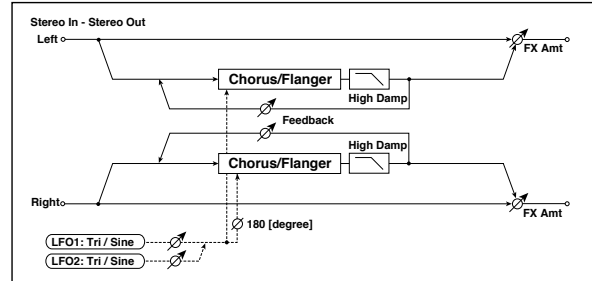 Stereo In - Stereo Out
Left
FX Amt
Chorus/Flanger
High Damp
Feedback
High Damp
Chorus/Flanger
Right
FX Amt
180 [degree]
LFO1: Tri / Sine
LFO2: Tri / Sine